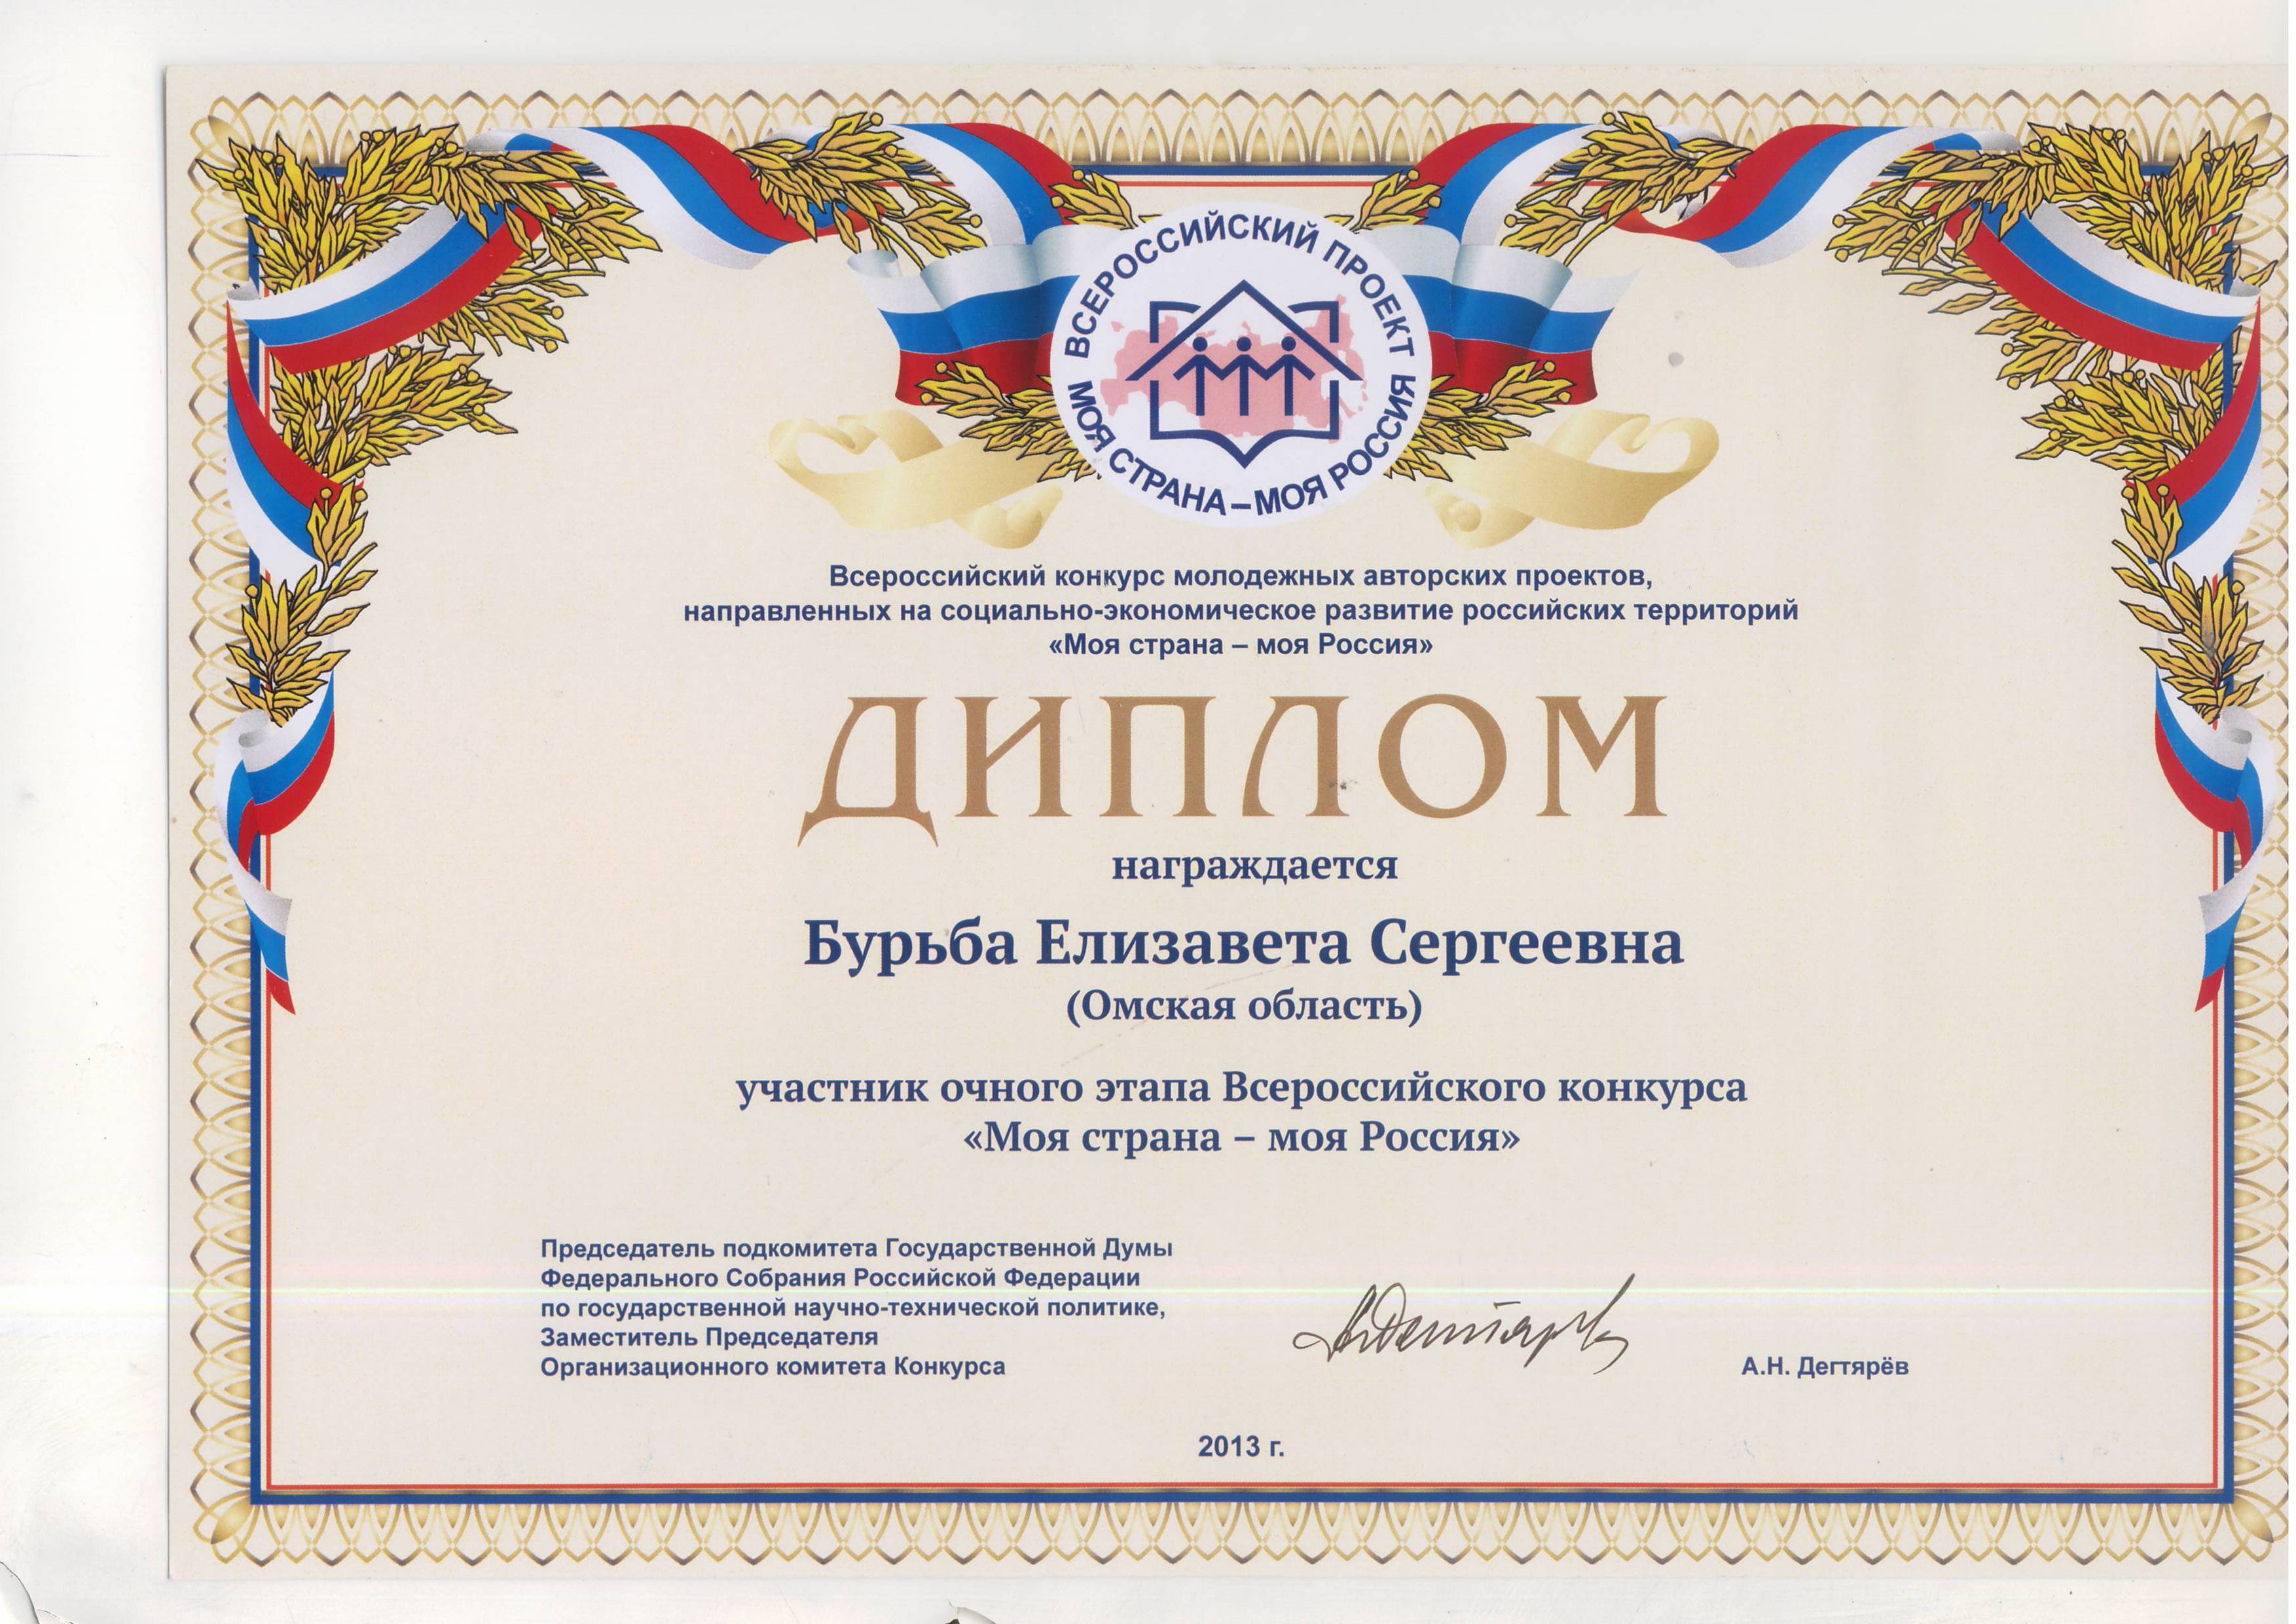 ВСЕРОССИЙСКИЙ ПРОЕКТ
МОЯ СТРАНА – МОЯ РОССИЯ
Всероссийский конкурс молодежных авторских проектов,
направленных на социально-экономическое развитие российских территорий
«Моя страна – моя Россия»
ДИПЛОМ
награждается
Бурьба Елизавета Сергеевна
(Омская область)
участник очного этапа Всероссийского конкурса
«Моя страна – моя Россия»
Председатель подкомитета Государственной Думы
Федерального Собрания Российской Федерации
по государственной научно-технической политике,
Заместитель Председателя
Организационного комитета Конкурса
А.Н. Дегтярёв
2013 г.